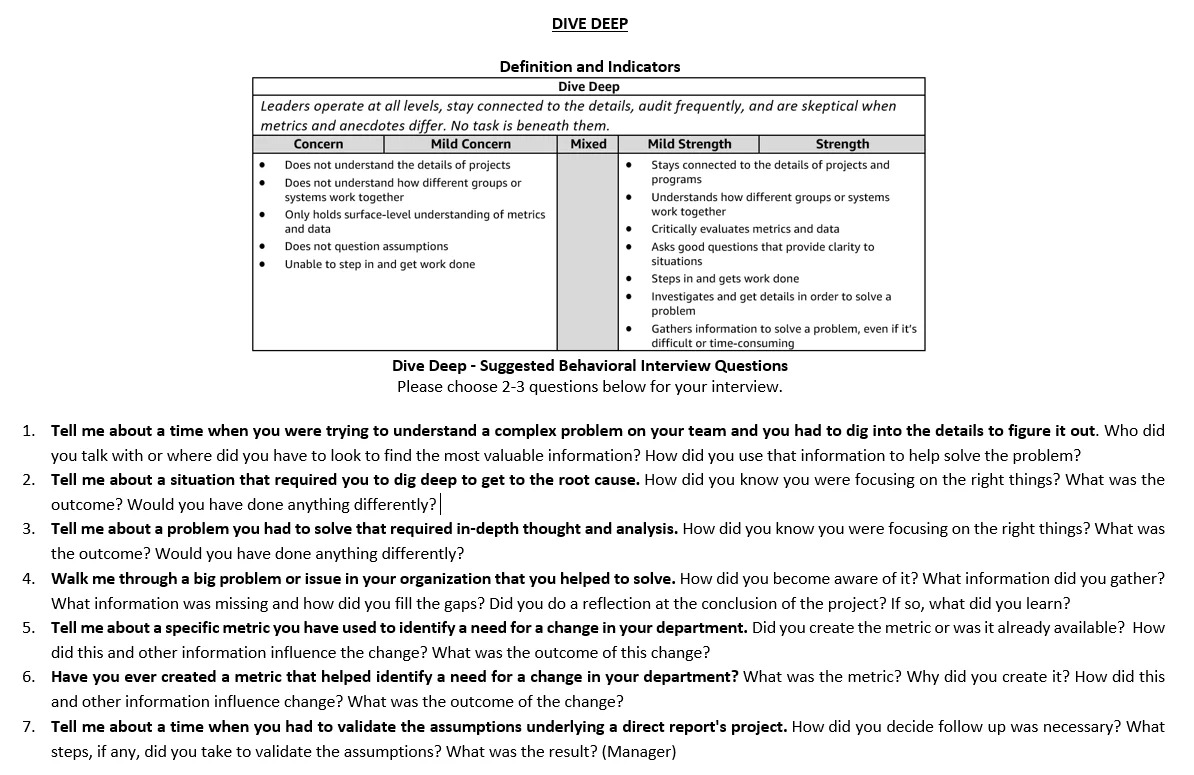 DIVE DEEP
Definition and Indicators
Dive Deep
Leaders operate at all levels, stay connected to the details, audit frequently, and are skeptical when
metrics and anecdotes differ. No task is beneath them.
Concern Mild Concern Mixed Mild Strength Strength
• Does not understand the details of projects
• Does not understand how different groups or
systems work together
• Only holds surface-level understanding of metrics
and data
• Does not question assumptions
• Unable to step in and get work done
• Stays connected to the details of projects and
programs
• Understands how different groups or systems
work together
• Critically evaluates metrics and data
• Asks good questions that provide clarity to
situations
• Steps in and gets work done
• Investigates and get details in order to solve a
problem
• Gathers information to solve a problem, even if it's
difficult or time-consuming
Dive Deep - Suggested Behavioral Interview Questions
Please choose 2-3 questions below for your interview.
1. Tell me about a time when you were trying to understand a complex problem on your team and you had to dig into the details to figure it out. Who did
you talk with or where did you have to look to find the most valuable information? How did you use that information to help solve the problem?
2. Tell me about a situation that required you to dig deep to get to the root cause. How did you know you were focusing on the right things? What was the
outcome? Would you have done anything differently?
3. Tell me about a problem you had to solve that required in-depth thought and analysis. How did you know you were focusing on the right things? What was
the outcome? Would you have done anything differently?
4. Walk me through a big problem or issue in your organization that you helped to solve. How did you become aware of it? What information did you gather?
What information was missing and how did you fill the gaps? Did you do a reflection at the conclusion of the project? If so, what did you learn?
5. Tell me about a specific metric you have used to identify a need for a change in your department. Did you create the metric or was it already available? How
did this and other information influence the change? What was the outcome of this change?
6. Have you ever created a metric that helped identify a need for a change in your department? What was the metric? Why did you create it? How did this
and other information influence change? What was the outcome of the change?
7. Tell me about a time when you had to validate the assumptions underlying a direct report's project. How did you decide follow up was necessary? What
steps, if any, did you take to validate the assumptions? What was the result? (Manager)